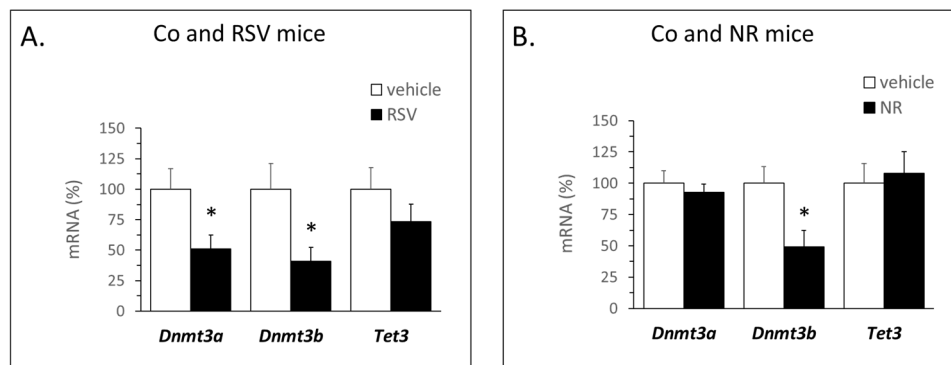 A.
Co and RSV mice
vehicle
RSV
mRNA (%)
150
125
100
75
50
25
0
*
*
Dnmt3a Dnmt3b Tet3
B.
Co and NR mice
vehicle
NR
mRNA (%)
150
125
100
75
50
25
0
*
Dnmt3a Dnmt3b Tet3